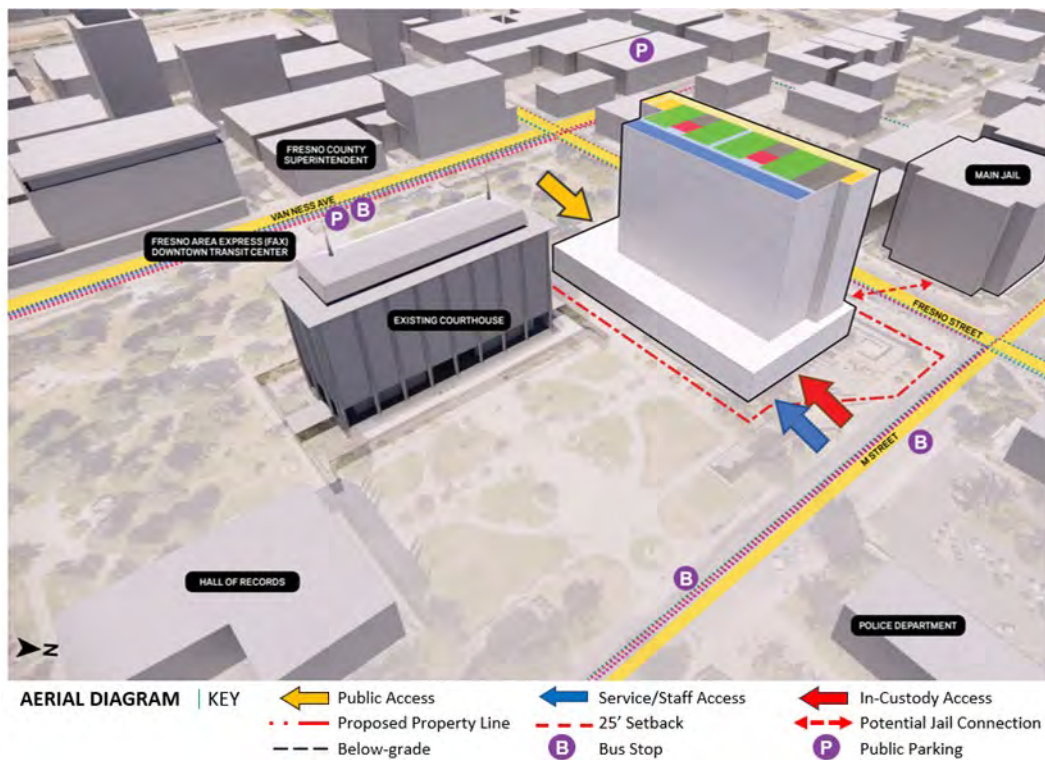 P
FRESNO COUNTY
SUPERINTENDENT
MAIN JAIL
VAN NESS AVE
P B
FRESNO AREA EXPRESS (FAX)
DOWNTOWN TRANSIT CENTER
EXISTING COURTHOUSE
FRESNO STREET
M STREET
B
B
HALL OF RECORDS
POLICE DEPARTMENT
N
AERIAL DIAGRAM | KEY
Public Access
Service/Staff Access
In-Custody Access
Proposed Property Line
25' Setback
Potential Jail Connection
Below-grade
B Bus Stop
P Public Parking